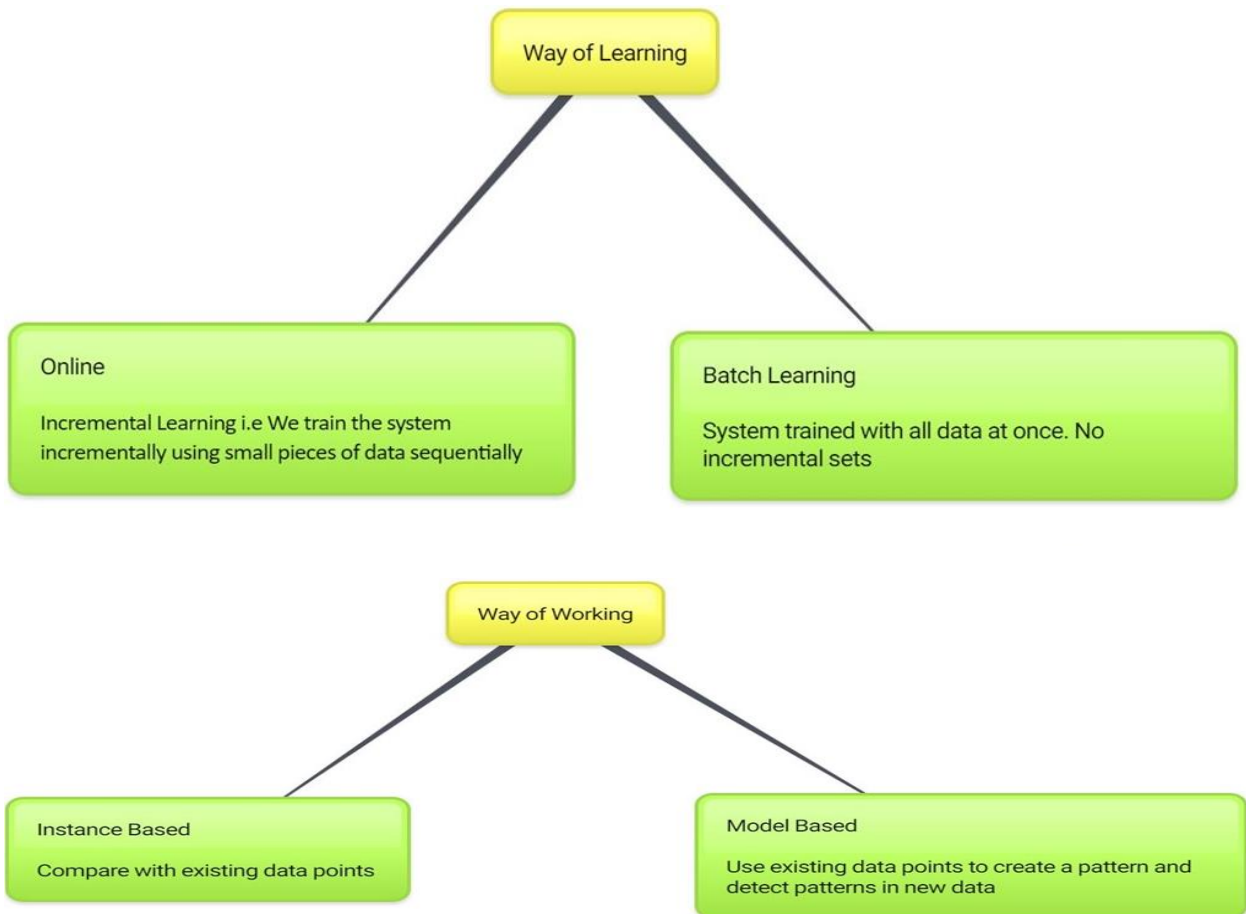 Way of Learning
Online
Incremental Learning i.e We train the system
incrementally using small pieces of data sequentially
Batch Learning
System trained with all data at once. No
incremental sets
Way of Working
Instance Based
Compare with existing data points
Model Based
Use existing data points to create a pattern and
detect patterns in new data